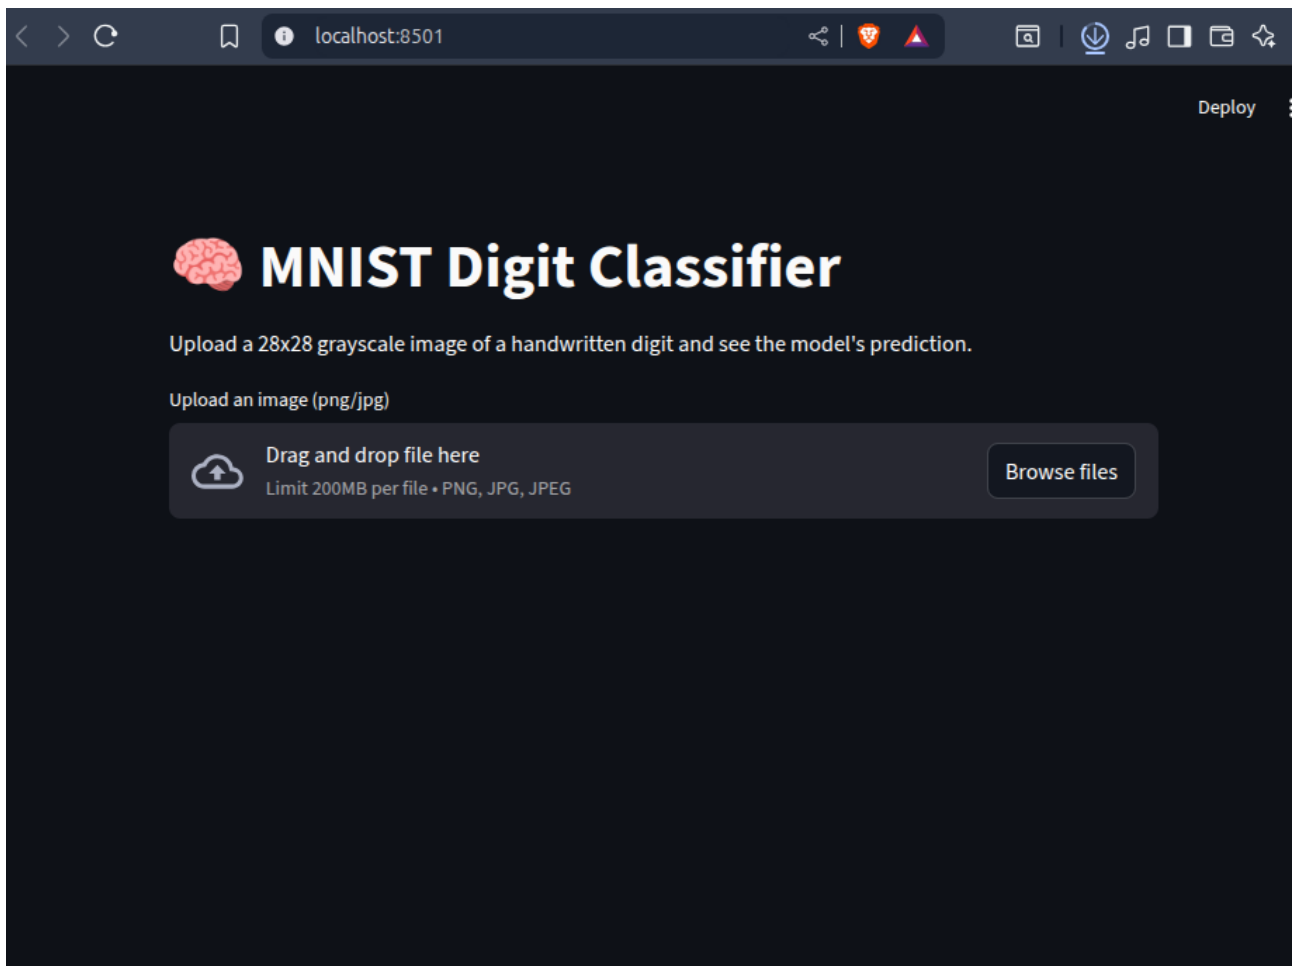 localhost:8501
Deploy
MNIST Digit Classifier
Upload a 28x28 grayscale image of a handwritten digit and see the model's prediction.
Upload an image (png/jpg)
Drag and drop file here
Limit 200MB per file • PNG, JPG, JPEG
Browse files